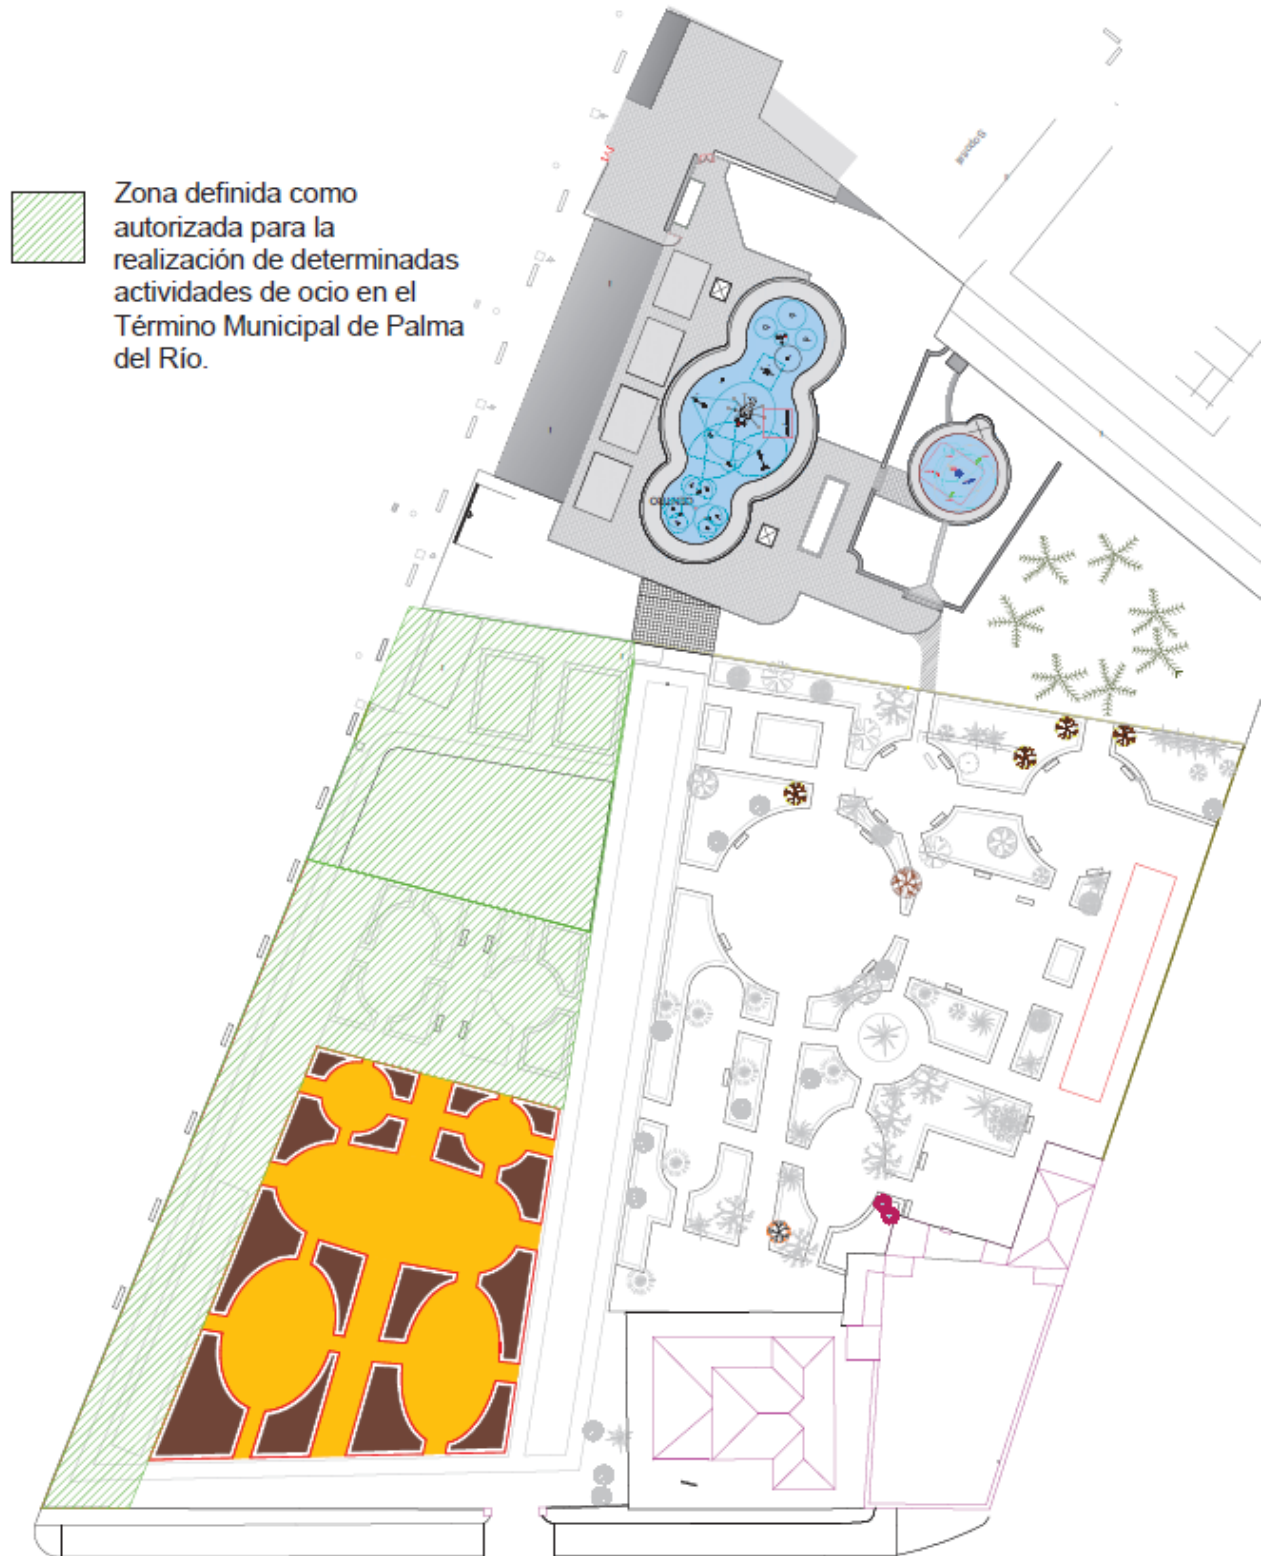 Zona definida como
autorizada para la
realización de determinadas
actividades de ocio en el
Término Municipal de Palma
del Río.
CENTRO